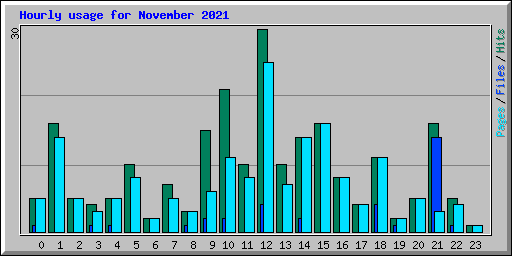 Hourly usage for November 2021
30
Pages/Files/Hits
0 1 2 3 4 5 6 7 8 9 10 11 12 13 14 15 16 17 18 19 20 21 22 23